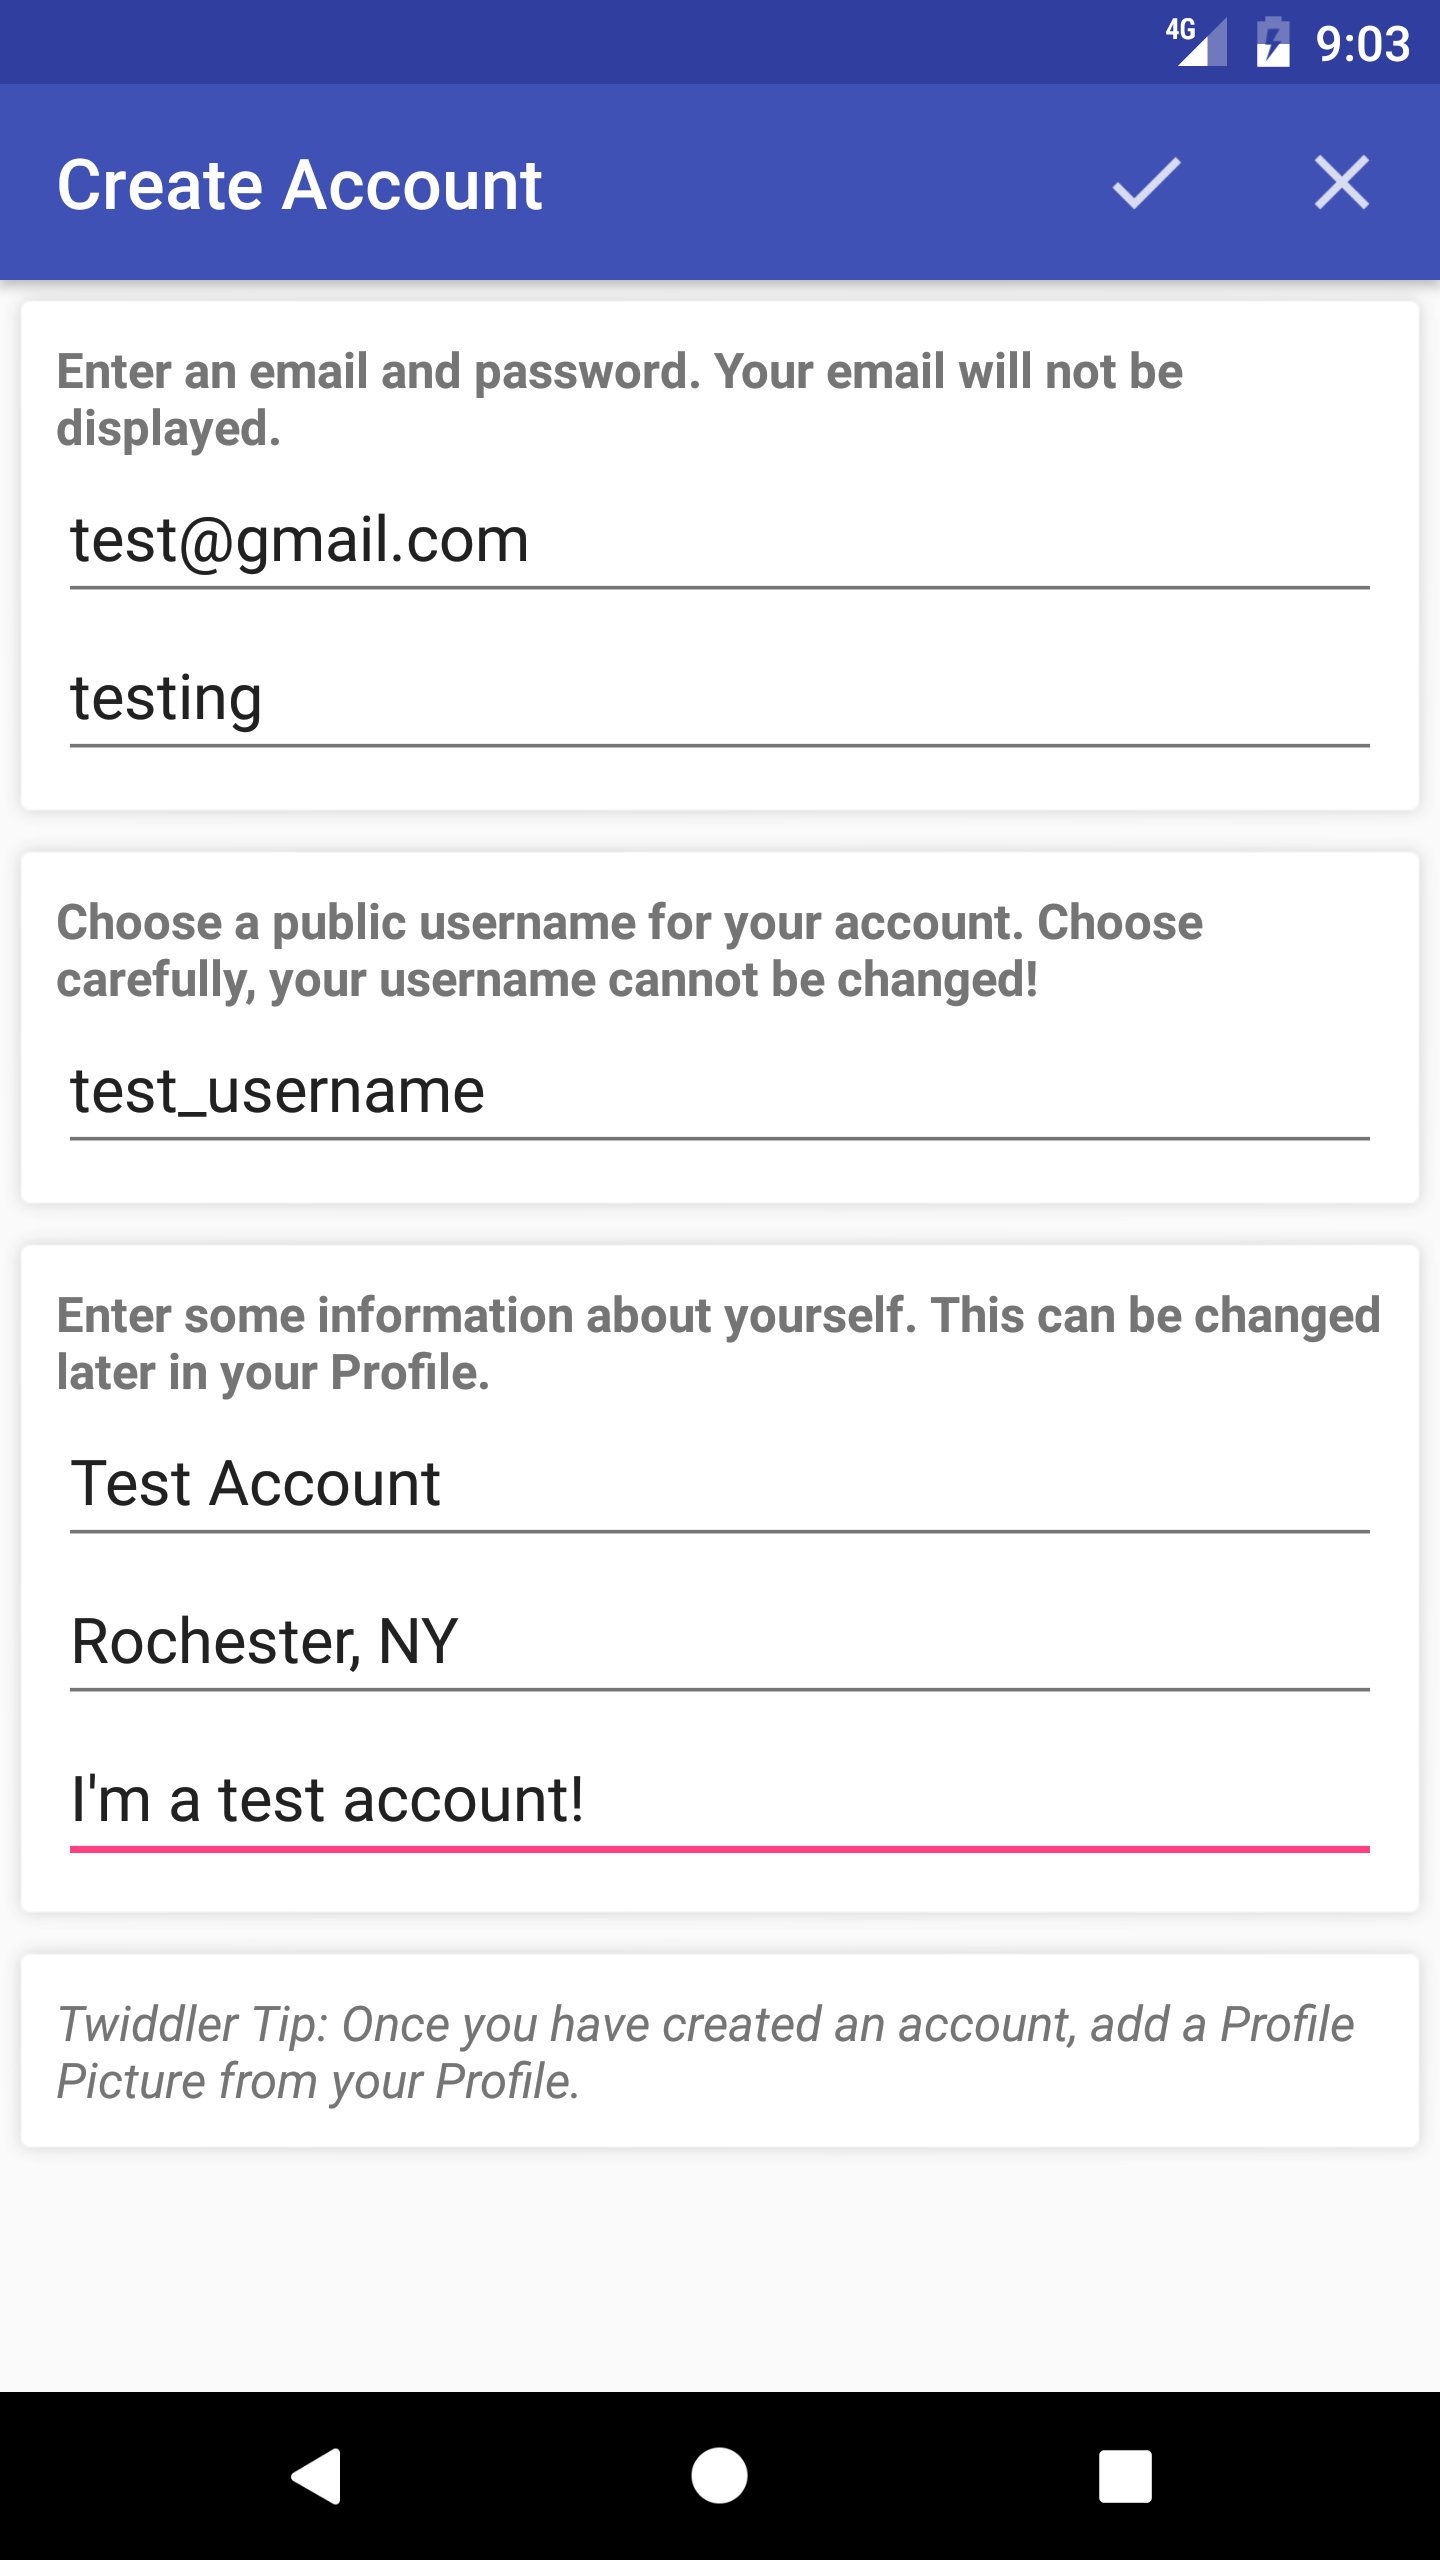 4G 9:03
Create Account
Enter an email and password. Your email will not be
displayed.
test@gmail.com
testing
Choose a public username for your account. Choose
carefully, your username cannot be changed!
test_username
Enter some information about yourself. This can be changed
later in your Profile.
Test Account
Rochester, NY
I'm a test account!
Twiddler Tip: Once you have created an account, add a Profile
Picture from your Profile.